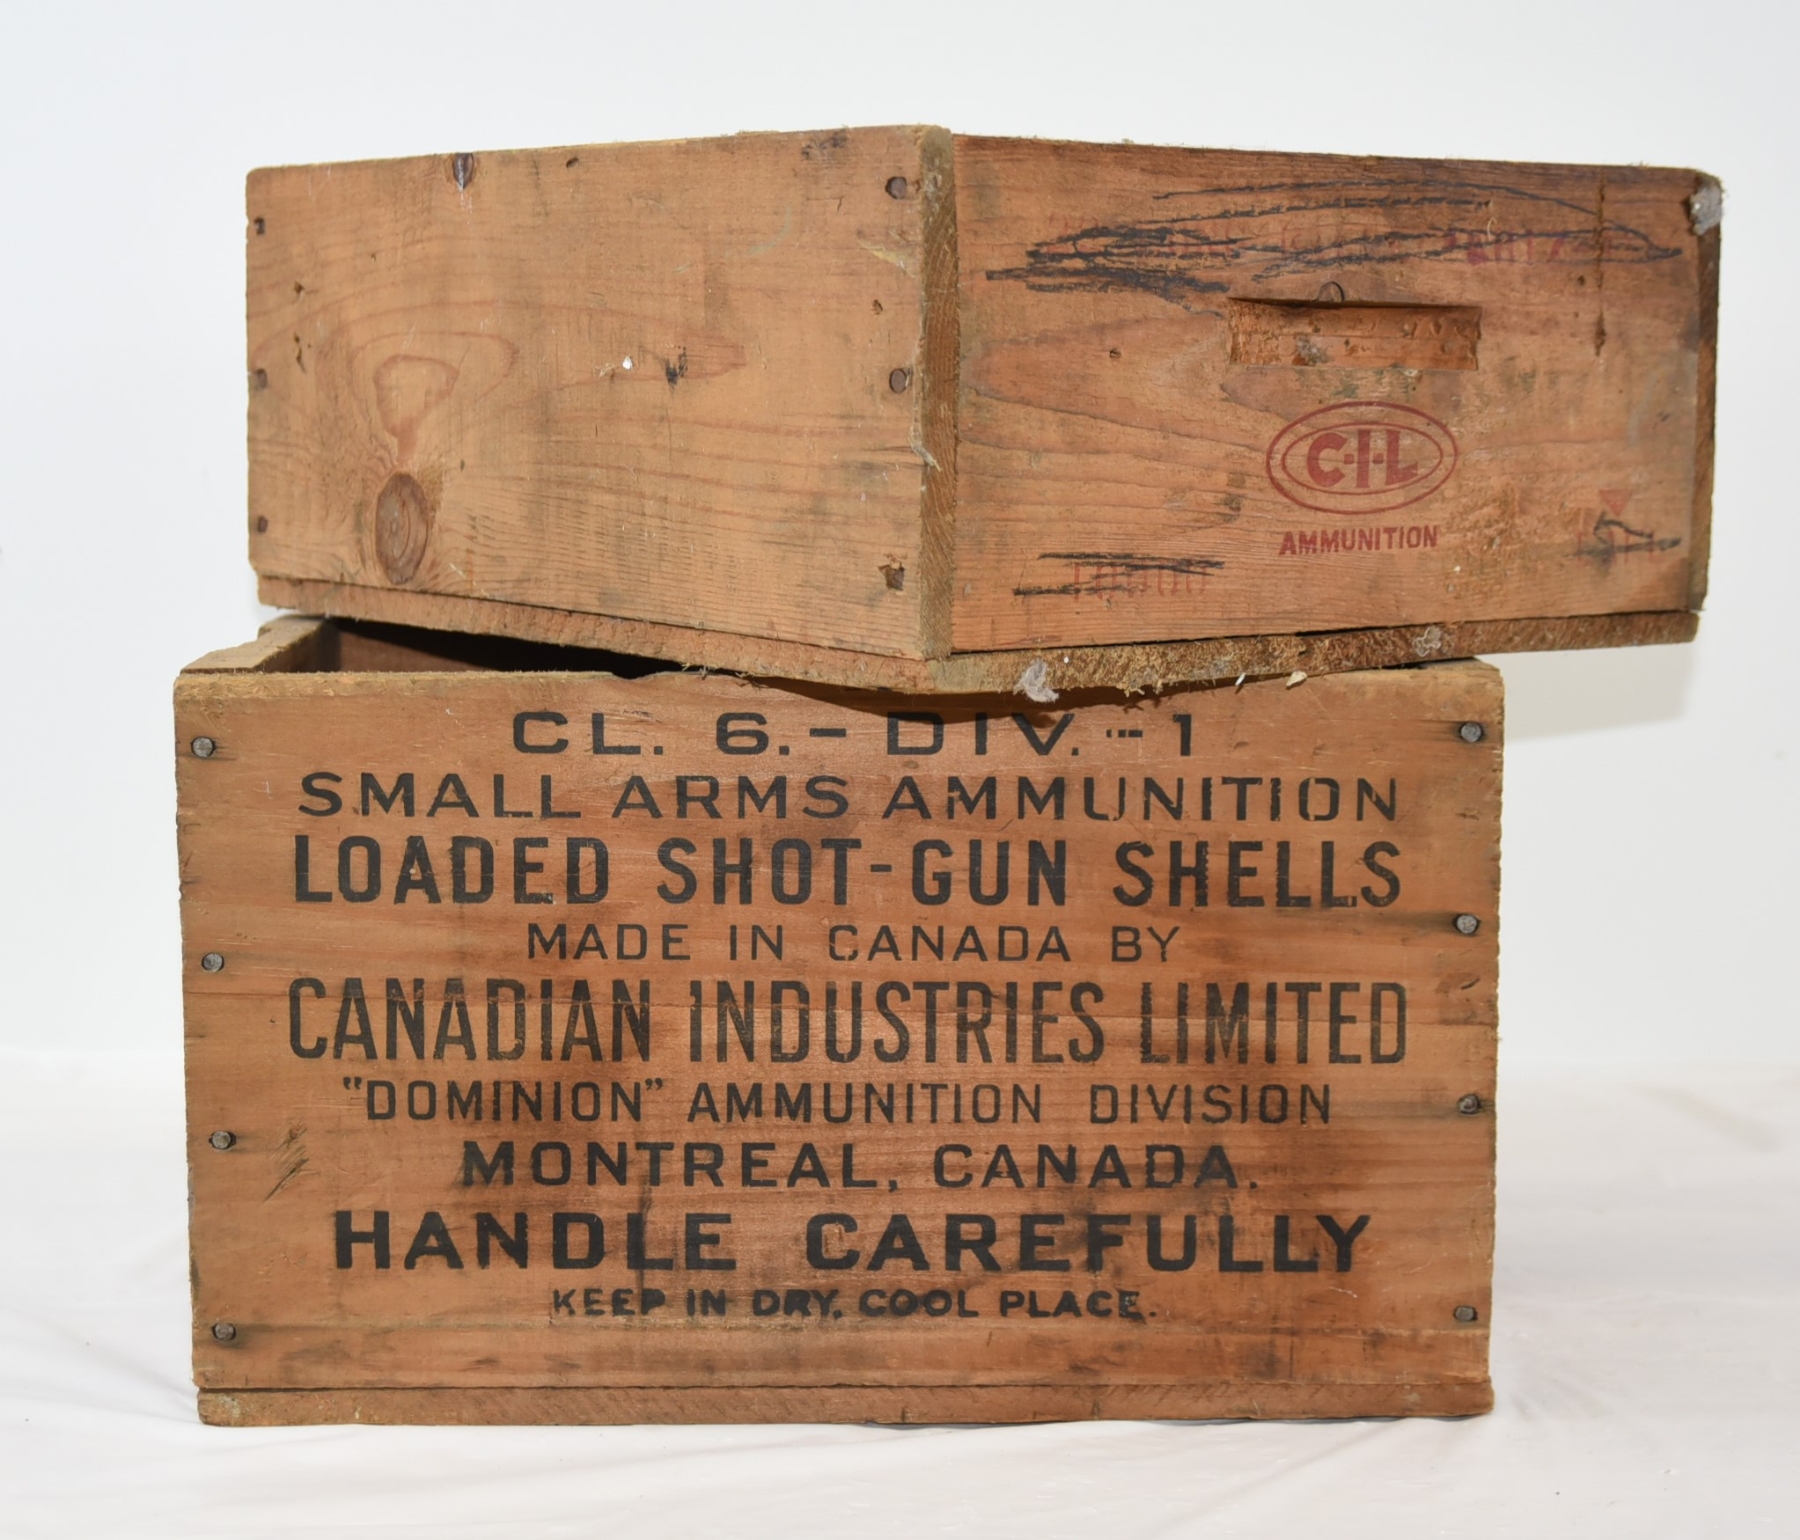 C·I·L
AMMUNITION
CL. 6.- DIV. -1
SMALL ARMS AMMUNITION
LOADED SHOT-GUN SHELLS
MADE IN CANADA BY
CANADIAN INDUSTRIES LIMITED
"DOMINION" AMMUNITION DIVISION
MONTREAL, CANADA.
HANDLE CAREFULLY
KEEP IN DRY, COOL PLACE.